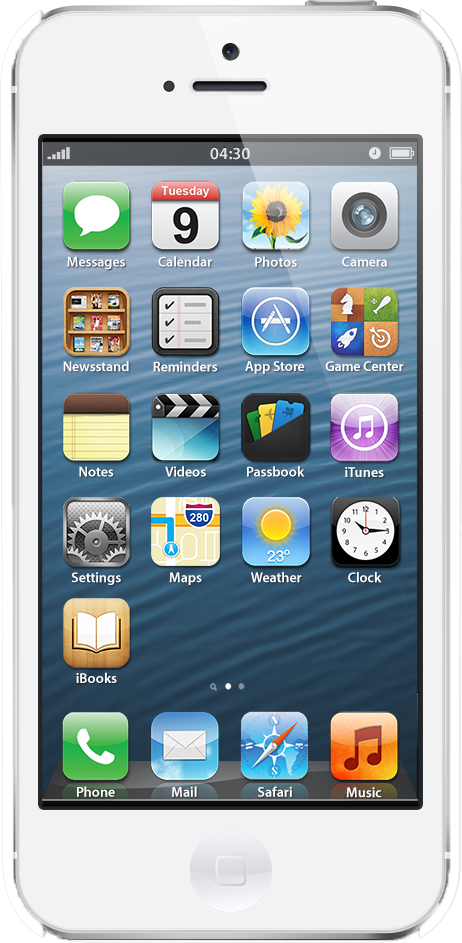 04:30
Tuesday
9
Messages Calendar Photos Camera
Newsstand Reminders App Store Game Center
Notes Videos Passbook iTunes
280
23°
Settings Maps Weather Clock
iBooks
Phone Mail Safari Music